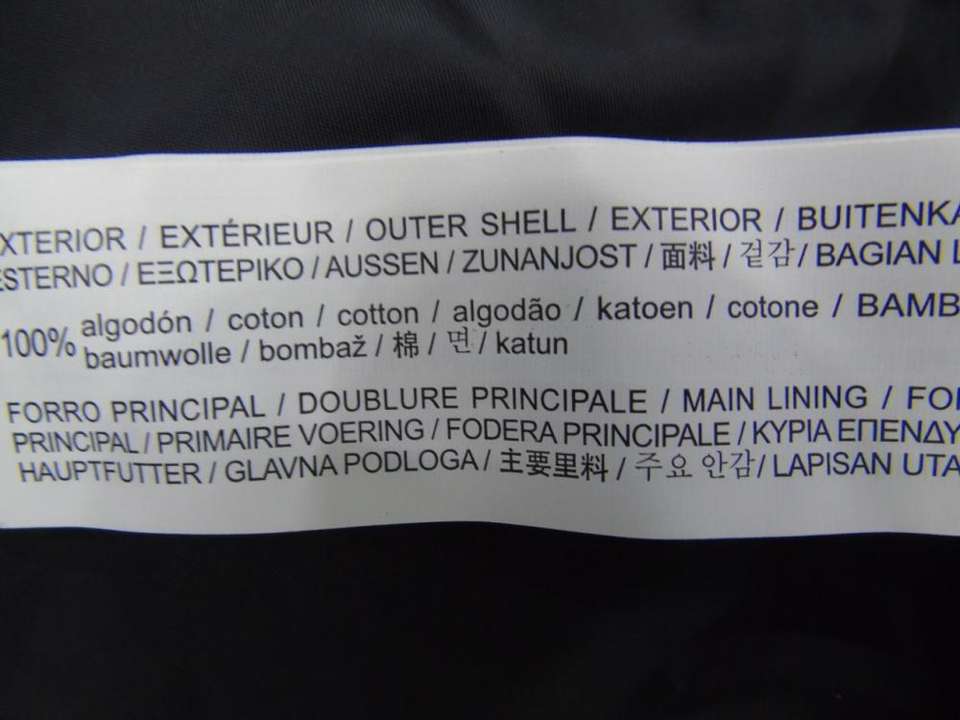 XTERIOR / EXTÉRIEUR / OUTER SHELL / EXTERIOR / BUITENKA
ESTERNO / ΕΞΩΤΕΡΙΚΟ / AUSSEN / ZUNANJOST / 面料 / 겉감 / BAGIAN L
100% algodón / coton / cotton / algodão / katoen / cotone / BAMB
baumwolle / bombaž / 棉 / 면 / katun
FORRO PRINCIPAL / DOUBLURE PRINCIPALE / MAIN LINING / FO
PRINCIPAL / PRIMAIRE VOERING / FODERA PRINCIPALE / ΚΥΡΙΑ ΕΠΕΝΔΥ
HAUPTFUTTER / GLAVNA PODLOGA / 主要里料 / 주요 안감 / LAPISAN UTA